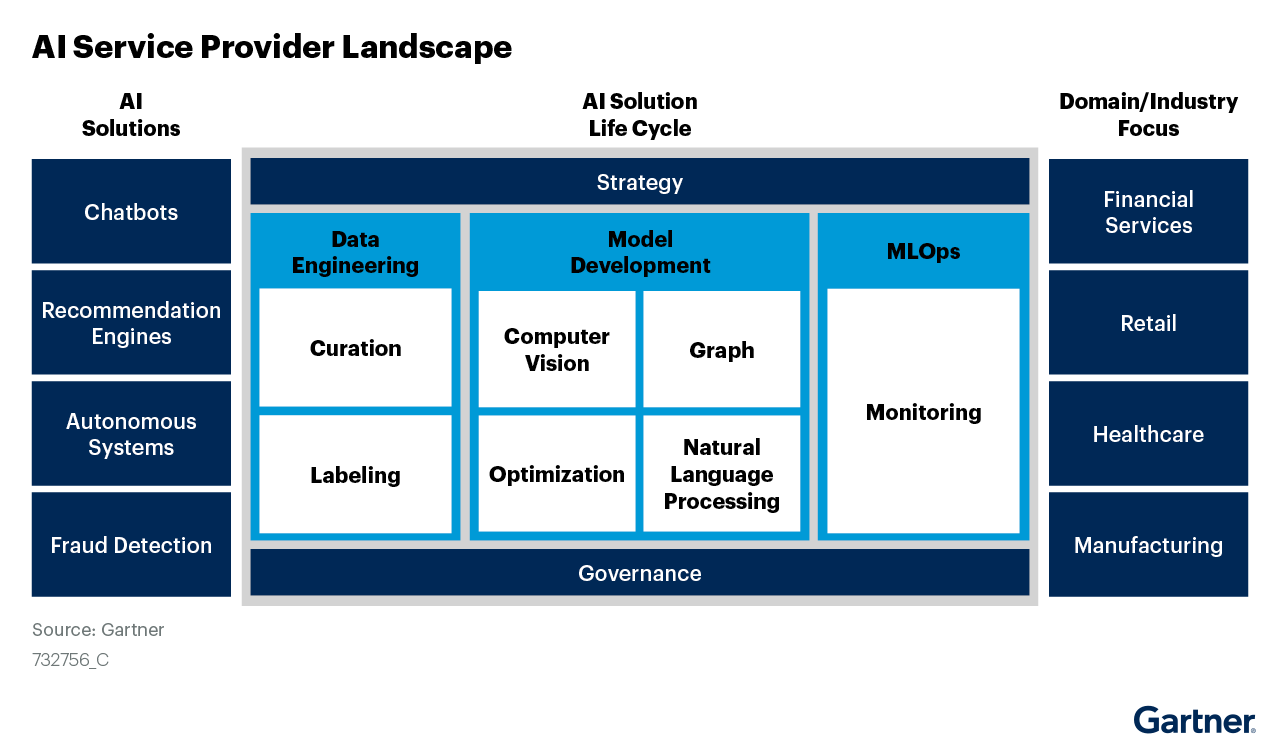 AI Service Provider Landscape
AI
Solutions
Chatbots
Recommendation
Engines
Autonomous
Systems
Fraud Detection
AI Solution
Life Cycle
Strategy
Data
Engineering
Curation
Labeling
Model
Development
Computer
Vision
Graph
Optimization
Natural
Language
Processing
MLOps
Monitoring
Governance
Domain/Industry
Focus
Financial
Services
Retail
Healthcare
Manufacturing
Source: Gartner
732756_C
Gartner®